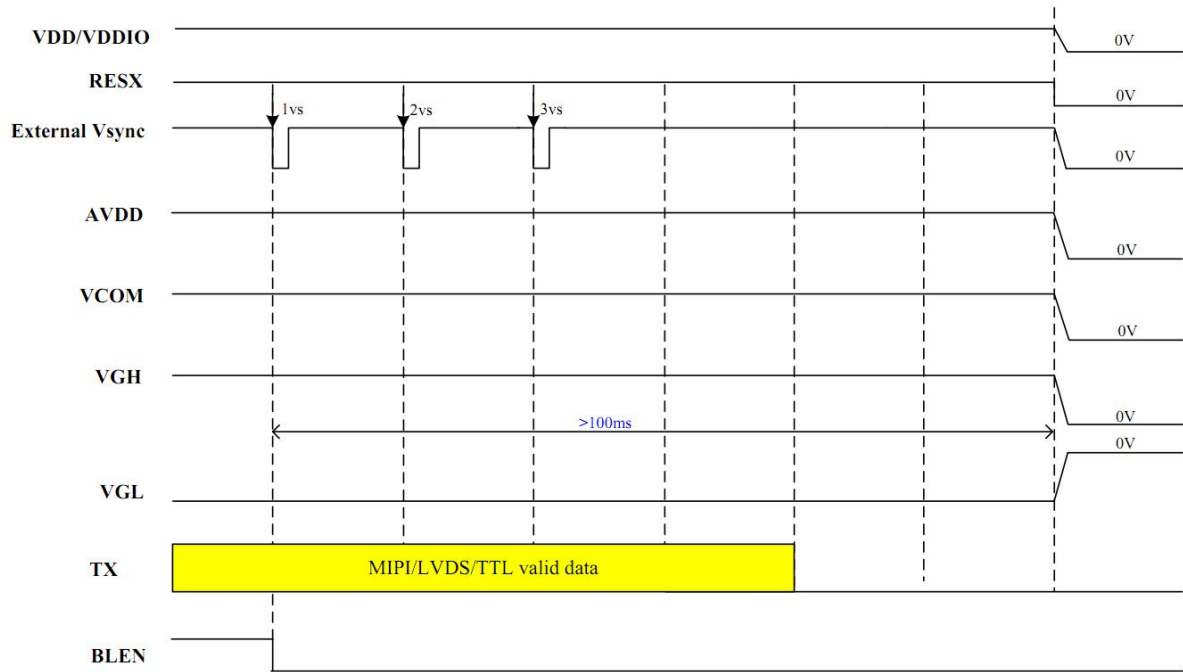 VDD/VDDIO
0V
RESX
0V
1vs
2vs
3vs
External Vsync
0V
AVDD
0V
VCOM
0V
VGH
0V
>100ms
0V
VGL
TX
MIPI/LVDS/TTL valid data
BLEN